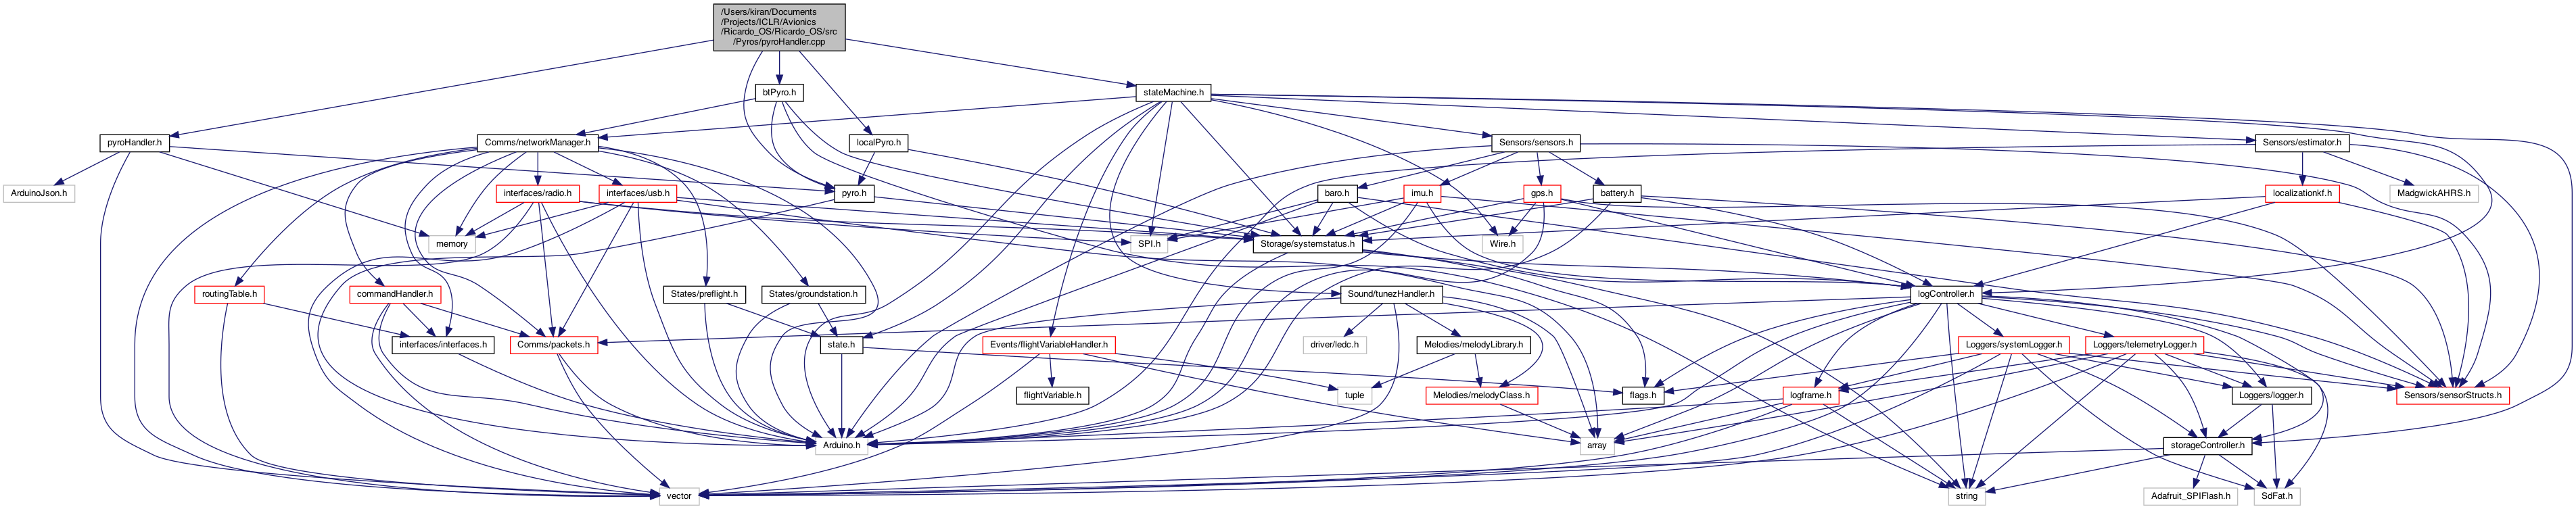 /Users/kiran/Documents
/Projects/ICLR/Avionics
/Ricardo_OS/Ricardo_OS/src
/Pyros/pyroHandler.cpp
btPyro.h
stateMachine.h
pyroHandler.h
Comms/networkManager.h
localPyro.h
Sensors/sensors.h
Sensors/estimator.h
ArduinoJson.h
interfaces/radio.h
interfaces/usb.h
pyro.h
baro.h
imu.h
gps.h
battery.h
localizationkf.h
MadgwickAHRS.h
memory
SPI.h
Storage/systemstatus.h
Wire.h
routingTable.h
commandHandler.h
States/preflight.h
States/groundstation.h
Sound/tunezHandler.h
logController.h
interfaces/interfaces.h
Comms/packets.h
state.h
Events/flightVariableHandler.h
driver/ledc.h
Melodies/melodyLibrary.h
Loggers/systemLogger.h
Loggers/telemetryLogger.h
flightVariable.h
tuple
Melodies/melodyClass.h
flags.h
logframe.h
Loggers/logger.h
Sensors/sensorStructs.h
Arduino.h
array
storageController.h
vector
string
Adafruit_SPIFlash.h
SdFat.h